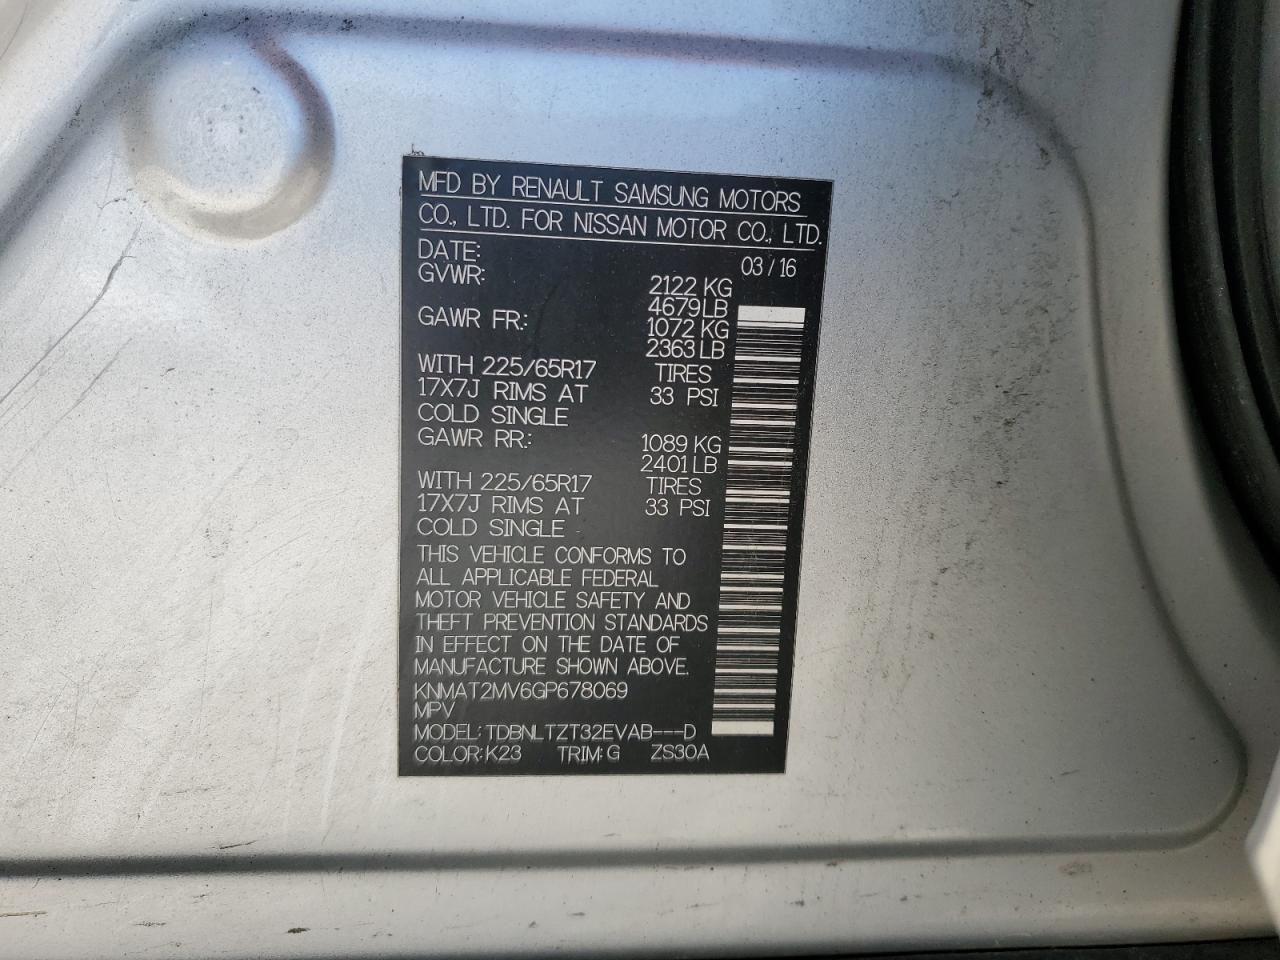 MFD BY RENAULT SAMSUNG MOTORS
CO., LTD. FOR NISSAN MOTOR CO., LTD.
DATE: 03/16
GVWR: 2122 KG
4679 LB
GAWR FR.: 1072 KG
2363 LB
WITH 225/65R17 TIRES
17X7J RIMS AT 33 PSI
COLD SINGLE
GAWR RR.: 1089 KG
2401 LB
WITH 225/65R17 TIRES
17X7J RIMS AT 33 PSI
COLD SINGLE
THIS VEHICLE CONFORMS TO
ALL APPLICABLE FEDERAL
MOTOR VEHICLE SAFETY AND
THEFT PREVENTION STANDARDS
IN EFFECT ON THE DATE OF
MANUFACTURE SHOWN ABOVE.
KNMAT2MV6GP678069
MPV
MODEL: TDBNLTZT32EVAB---D
COLOR: K23 TRIM: G ZS30A